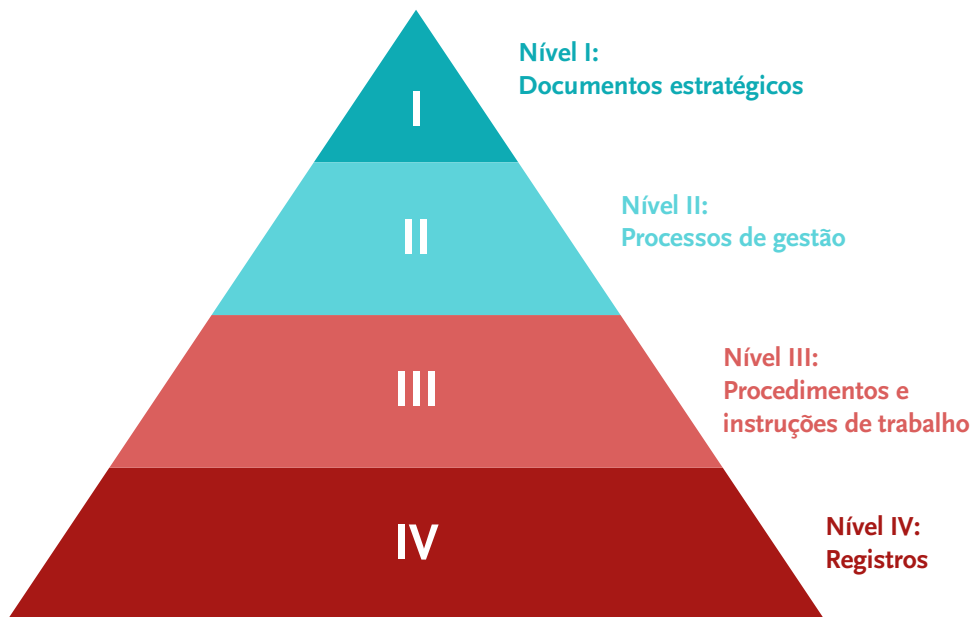 Nível I:
Documentos estratégicos
I
Nível II:
Processos de gestão
II
Nível III:
Procedimentos e
instruções de trabalho
III
Nível IV:
Registros
IV